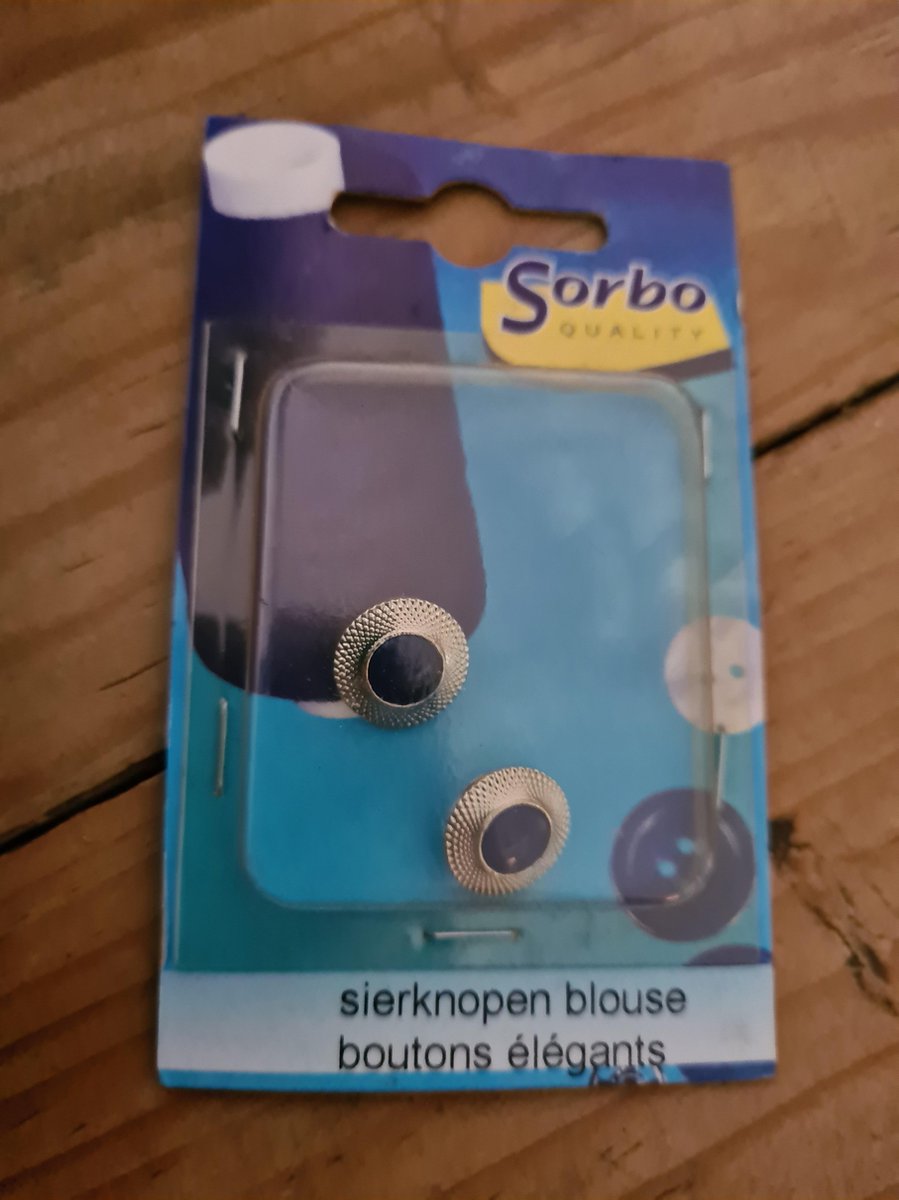 Sorbo
QUALITY
sierknopen blouse
boutons élégants